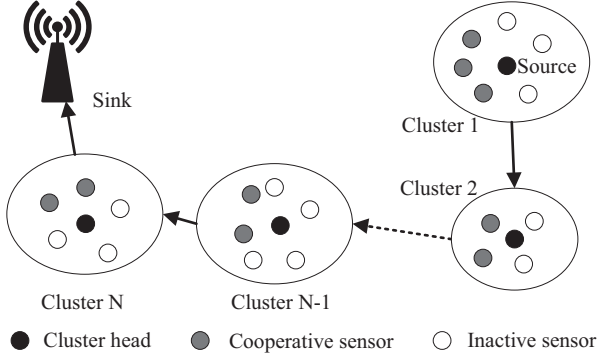 Source
Sink
Cluster 1
Cluster 2
Cluster N
Cluster N-1
Cluster head
Cooperative sensor
Inactive sensor